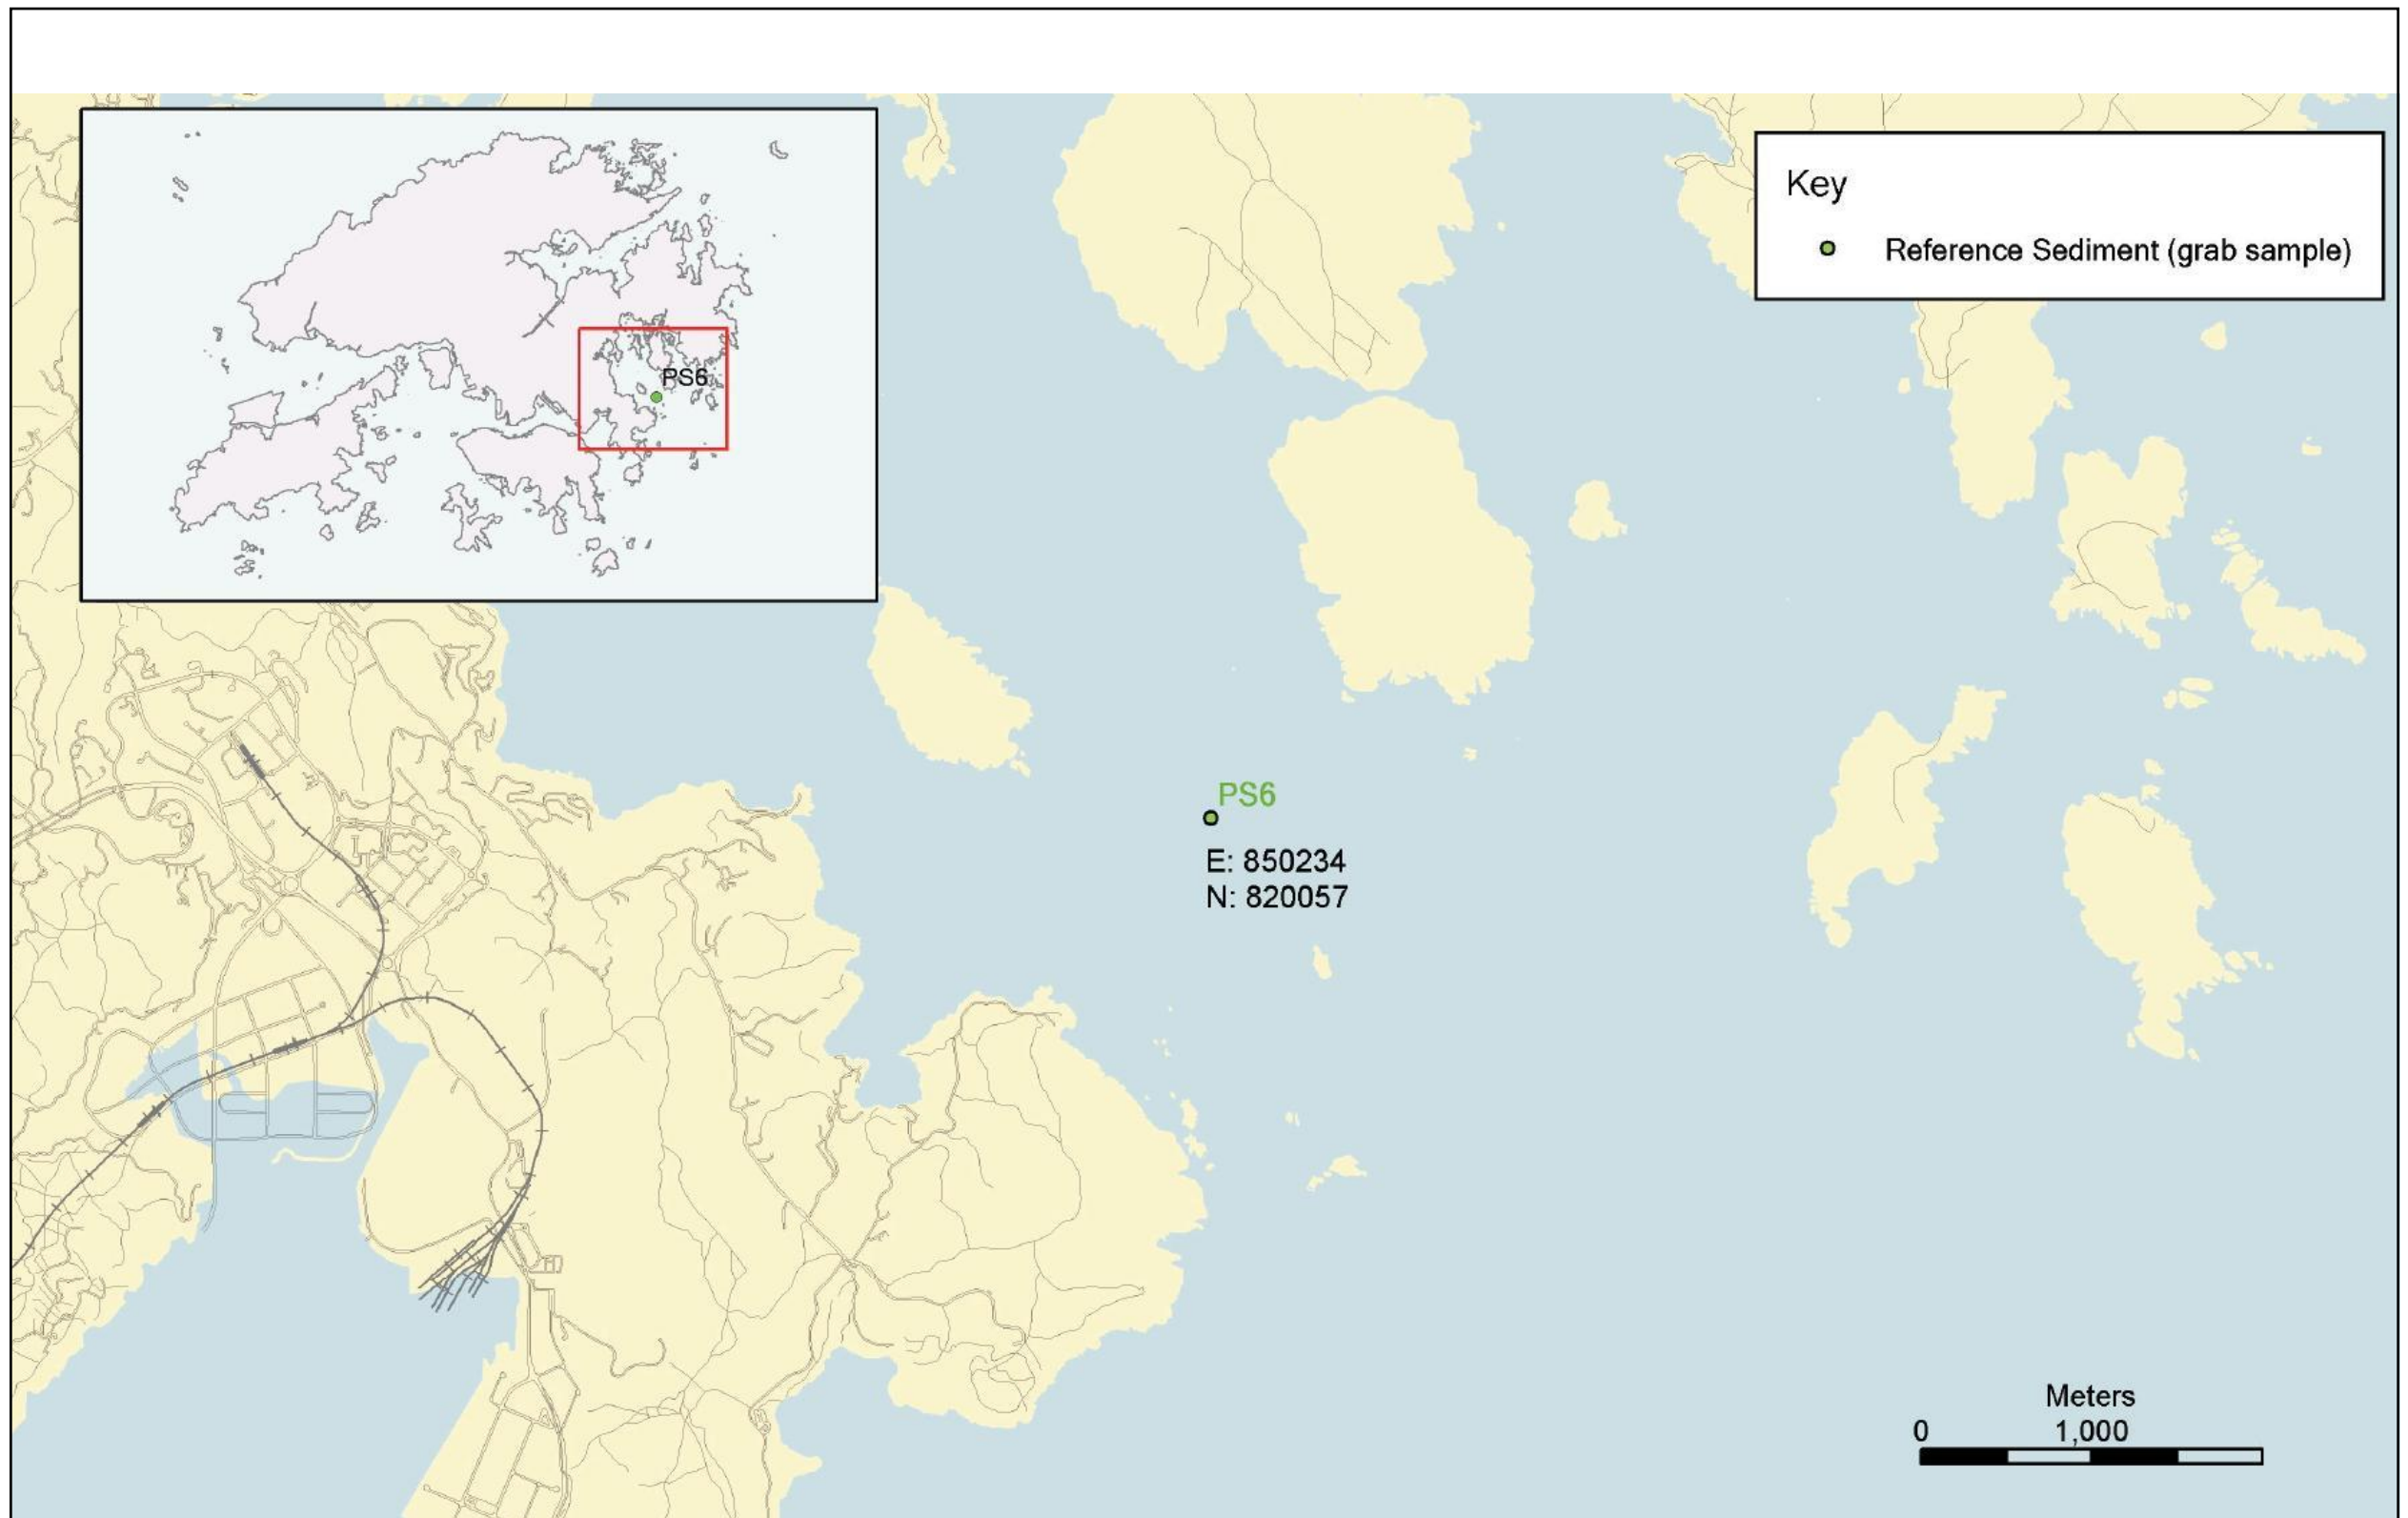 PS6
Key
Reference Sediment (grab sample)
PS6
E: 850234
N: 820057
Meters
0 1,000